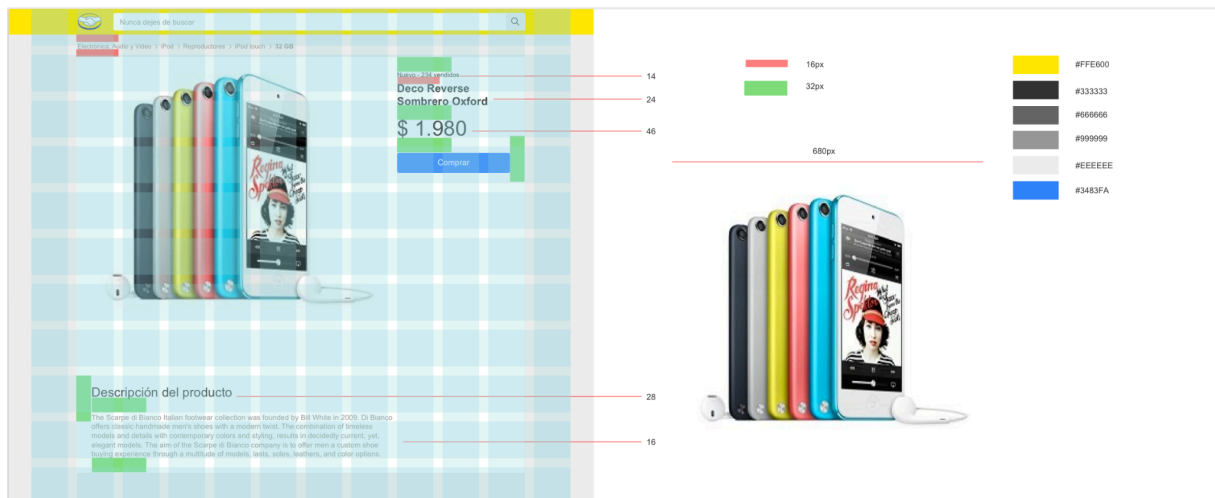 Nunca dejes de buscar
Electrónica, Audio y Video > iPod > Reproductores > iPod touch > 32 GB
Nuevo - 234 vendidos
Deco Reverse
Sombrero Oxford
$ 1.980
Comprar
Descripción del producto
The Scarpe di Bianco Italian footwear collection was founded by Bill White in 2009. Di Bianco
offers classic handmade men's shoes with a modern twist. The combination of timeless
models and details with contemporary colors and styling, results in decidedly current, yet,
elegant models. The aim of the Scarpe di Bianco company is to offer men a custom shoe
buying experience through a multitude of models, lasts, soles, leathers, and color options.
14
24
46
28
16
16px
32px
680px
#FFE600
#333333
#666666
#999999
#EEEEEE
#3483FA
Regina
Spektor
Regina
Spektor